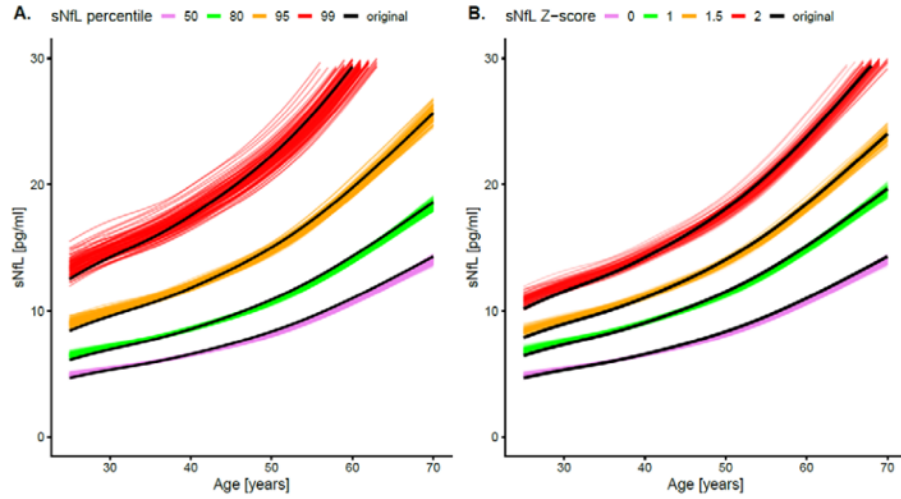 A. sNfL percentile 50 80 95 99 original
30
20
10
0
sNfL [pg/ml]
30 40 50 60 70
Age [years]
B. sNfL Z−score 0 1 1.5 2 original
30
20
10
0
sNfL [pg/ml]
30 40 50 60 70
Age [years]